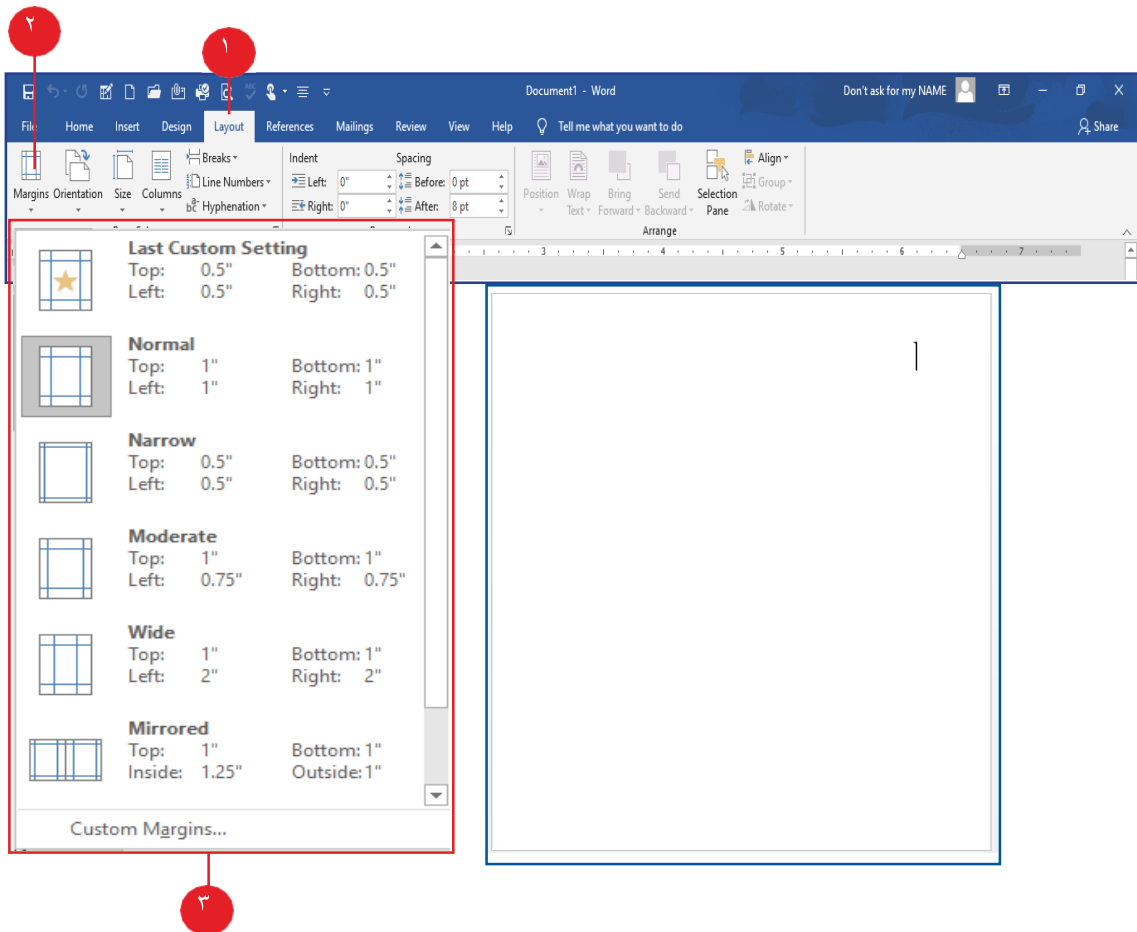 ٢
١
Document1 - Word
Don't ask for my NAME
File Home Insert Design Layout References Mailings Review View Help Tell me what you want to do Share
Breaks Indent Spacing Align
Line Numbers Left: 0" Before: 0 pt Group
Margins Orientation Size Columns Position Wrap Bring Send Selection
Hyphenation Right: 0" After: 8 pt Text Forward Backward Pane Rotate
Arrange
3 4 5 6 7
Last Custom Setting
Top: 0.5" Bottom: 0.5"
Left: 0.5" Right: 0.5"
Normal
Top: 1" Bottom: 1"
Left: 1" Right: 1"
Narrow
Top: 0.5" Bottom: 0.5"
Left: 0.5" Right: 0.5"
Moderate
Top: 1" Bottom: 1"
Left: 0.75" Right: 0.75"
Wide
Top: 1" Bottom: 1"
Left: 2" Right: 2"
Mirrored
Top: 1" Bottom: 1"
Inside: 1.25" Outside: 1"
Custom Margins...
٣